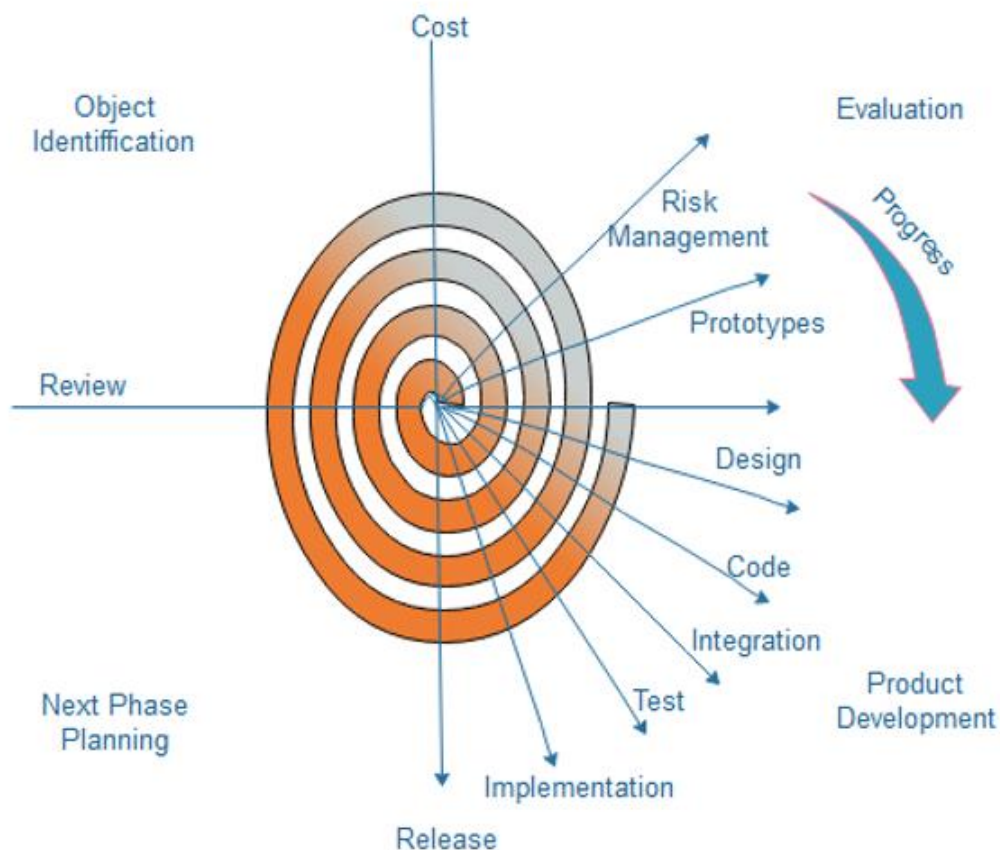 Cost
Object
Identiffication
Evaluation
Risk
Management
Progress
Prototypes
Review
Design
Code
Integration
Test
Product
Development
Next Phase
Planning
Implementation
Release